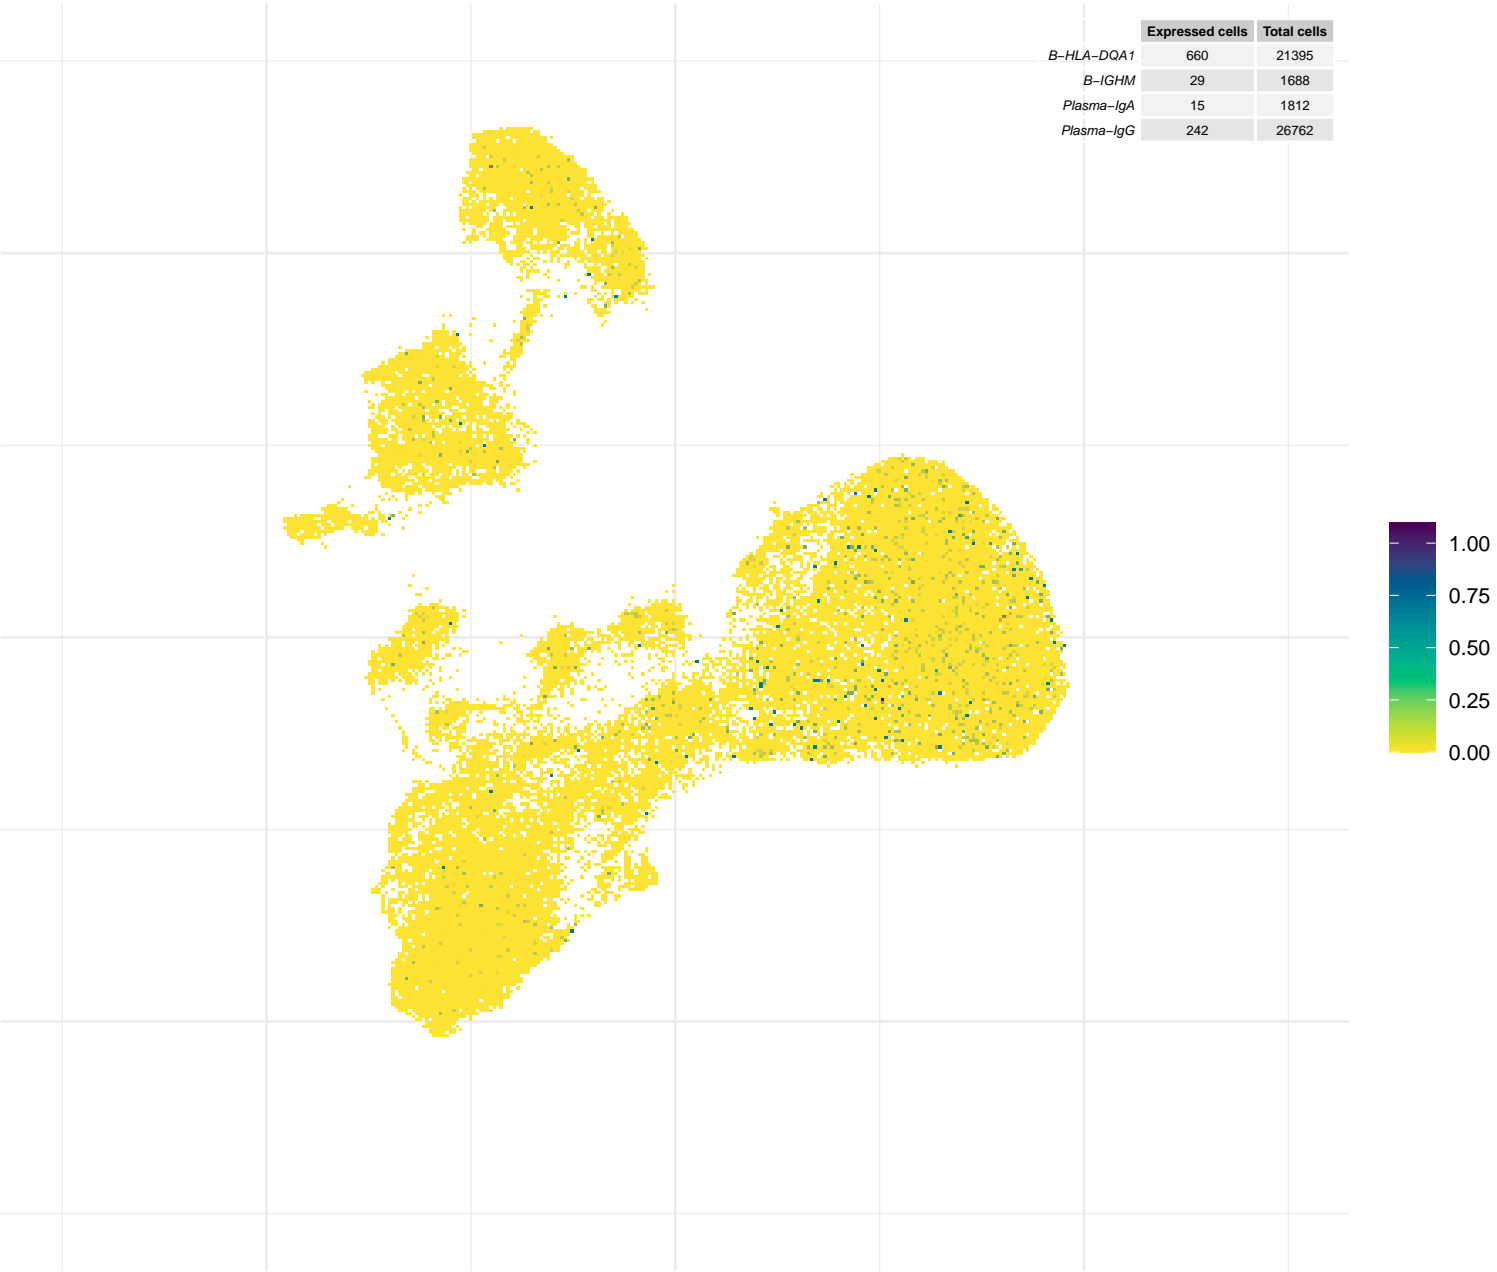 Expressed cells Total cells
B−HLA−DQA1 660 21395
B−IGHM 29 1688
Plasma−IgA 15 1812
Plasma−IgG 242 26762
1.00
0.75
0.50
0.25
0.00